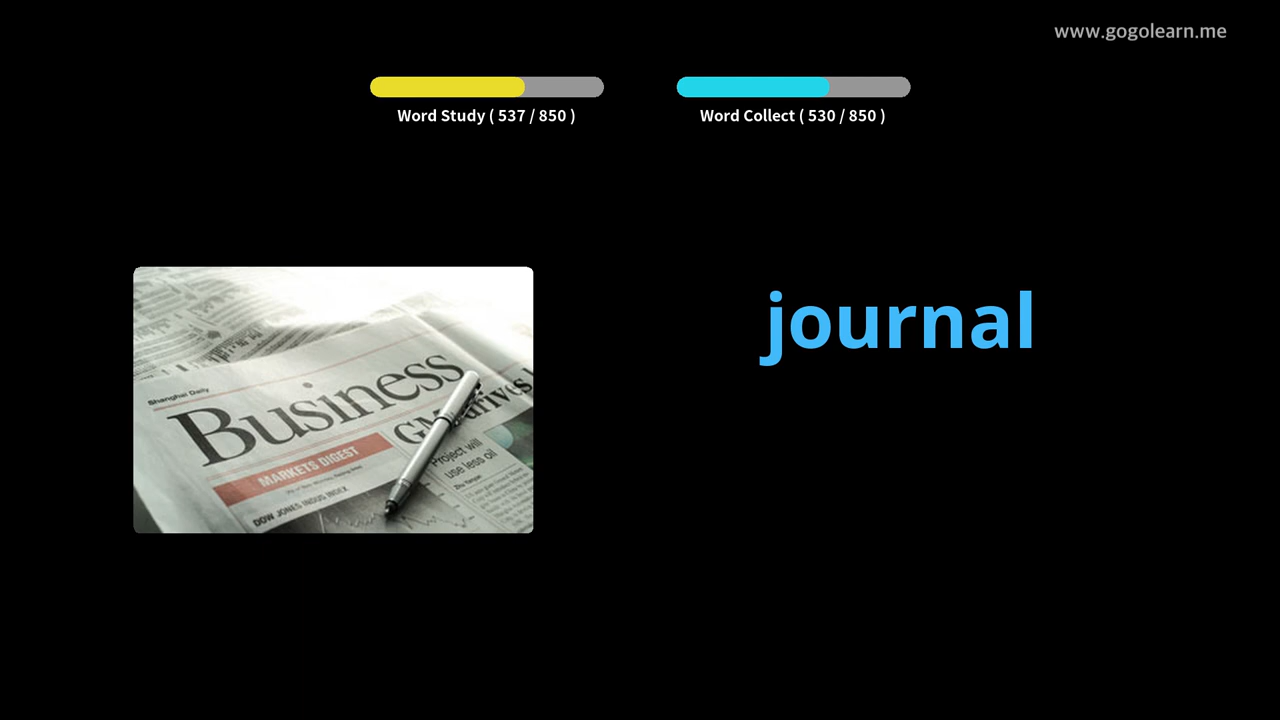 www.gogolearn.me
Word Study ( 537 / 850 )
Word Collect ( 530 / 850 )
journal
Shanghai Daily
Business
MARKETS DIGEST
DOW JONES INDUS INDEX
GM drives
Project will
use less oil